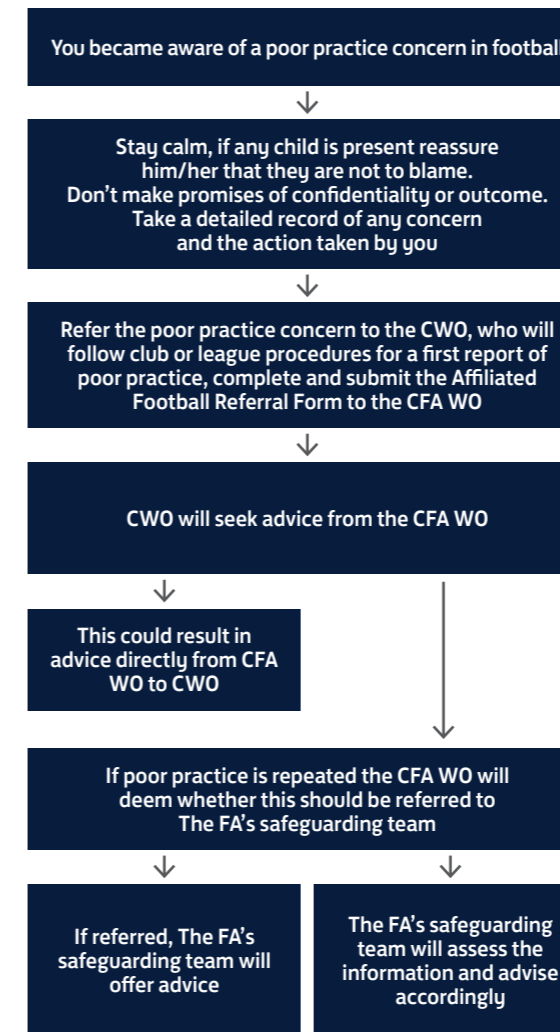 You became aware of a poor practice concern in football
Stay calm, if any child is present reassure
him/her that they are not to blame.
Don't make promises of confidentiality or outcome.
Take a detailed record of any concern
and the action taken by you
Refer the poor practice concern to the CWO, who will
follow club or league procedures for a first report of
poor practice, complete and submit the Affiliated
Football Referral Form to the CFA WO
CWO will seek advice from the CFA WO
This could result in
advice directly from CFA
WO to CWO
If poor practice is repeated the CFA WO will
deem whether this should be referred to
The FA's safeguarding team
If referred, The FA's
safeguarding team will
offer advice
The FA's safeguarding
team will assess the
information and advise
accordingly